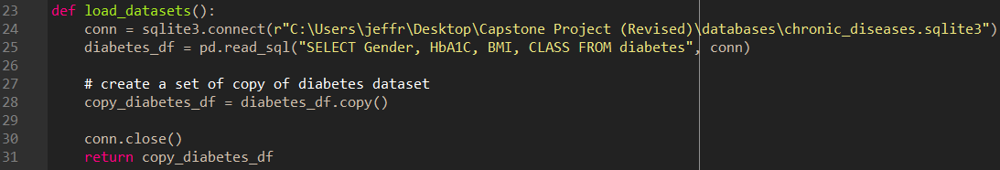 23 def load_datasets():
24     conn = sqlite3.connect(r"C:\Users\jeffr\Desktop\Capstone Project (Revised)\databases\chronic_diseases.sqlite3")
25     diabetes_df = pd.read_sql("SELECT Gender, HbA1C, BMI, CLASS FROM diabetes", conn)
26
27     # create a set of copy of diabetes dataset
28     copy_diabetes_df = diabetes_df.copy()
29
30     conn.close()
31     return copy_diabetes_df